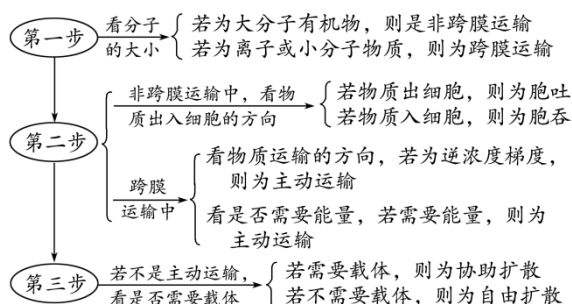 第一步
看分子
的大小
若为大分子有机物，则是非跨膜运输
若为离子或小分子物质，则为跨膜运输
第二步
非跨膜运输中，看物
质出入细胞的方向
若物质出细胞，则为胞吐
若物质入细胞，则为胞吞
跨膜
运输中
看物质运输的方向，若为逆浓度梯度，
则为主动运输
看是否需要能量，若需要能量，则为
主动运输
第三步
若不是主动运输，
看是否需要载体
若需要载体，则为协助扩散
若不需要载体，则为自由扩散